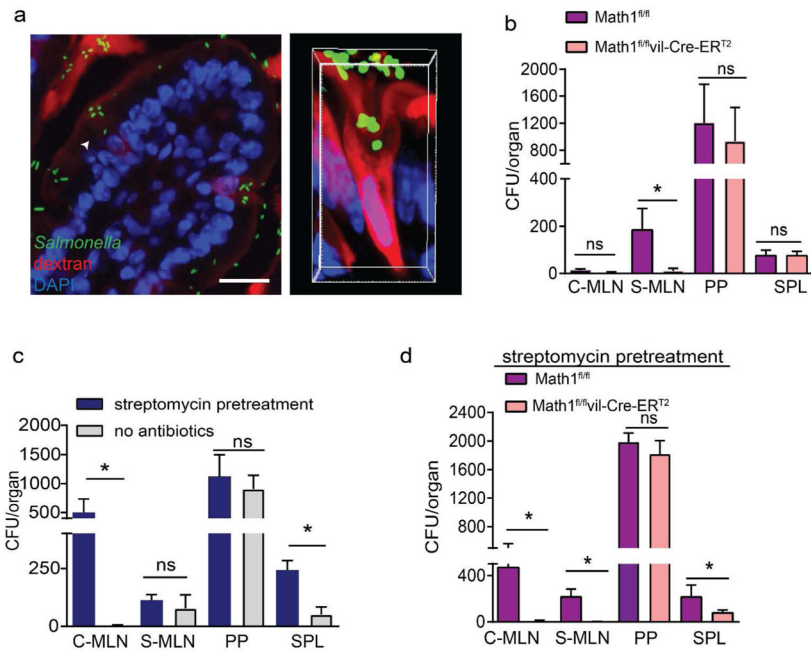 a
Salmonella
dextran
DAPI
b
Math1fl/fl
Math1fl/flvil-Cre-ERT2
CFU/organ
2000
1600
1200
800
400
200
0
ns
*
ns
ns
C-MLN S-MLN PP SPL
c
streptomycin pretreatment
no antibiotics
CFU/organ
2000
1500
1000
500
250
0
*
ns
ns
*
C-MLN S-MLN PP SPL
d
streptomycin pretreatment
Math1fl/fl
Math1fl/flvil-Cre-ERT2
CFU/organ
2400
2000
1600
1200
800
400
200
0
*
*
ns
*
C-MLN S-MLN PP SPL